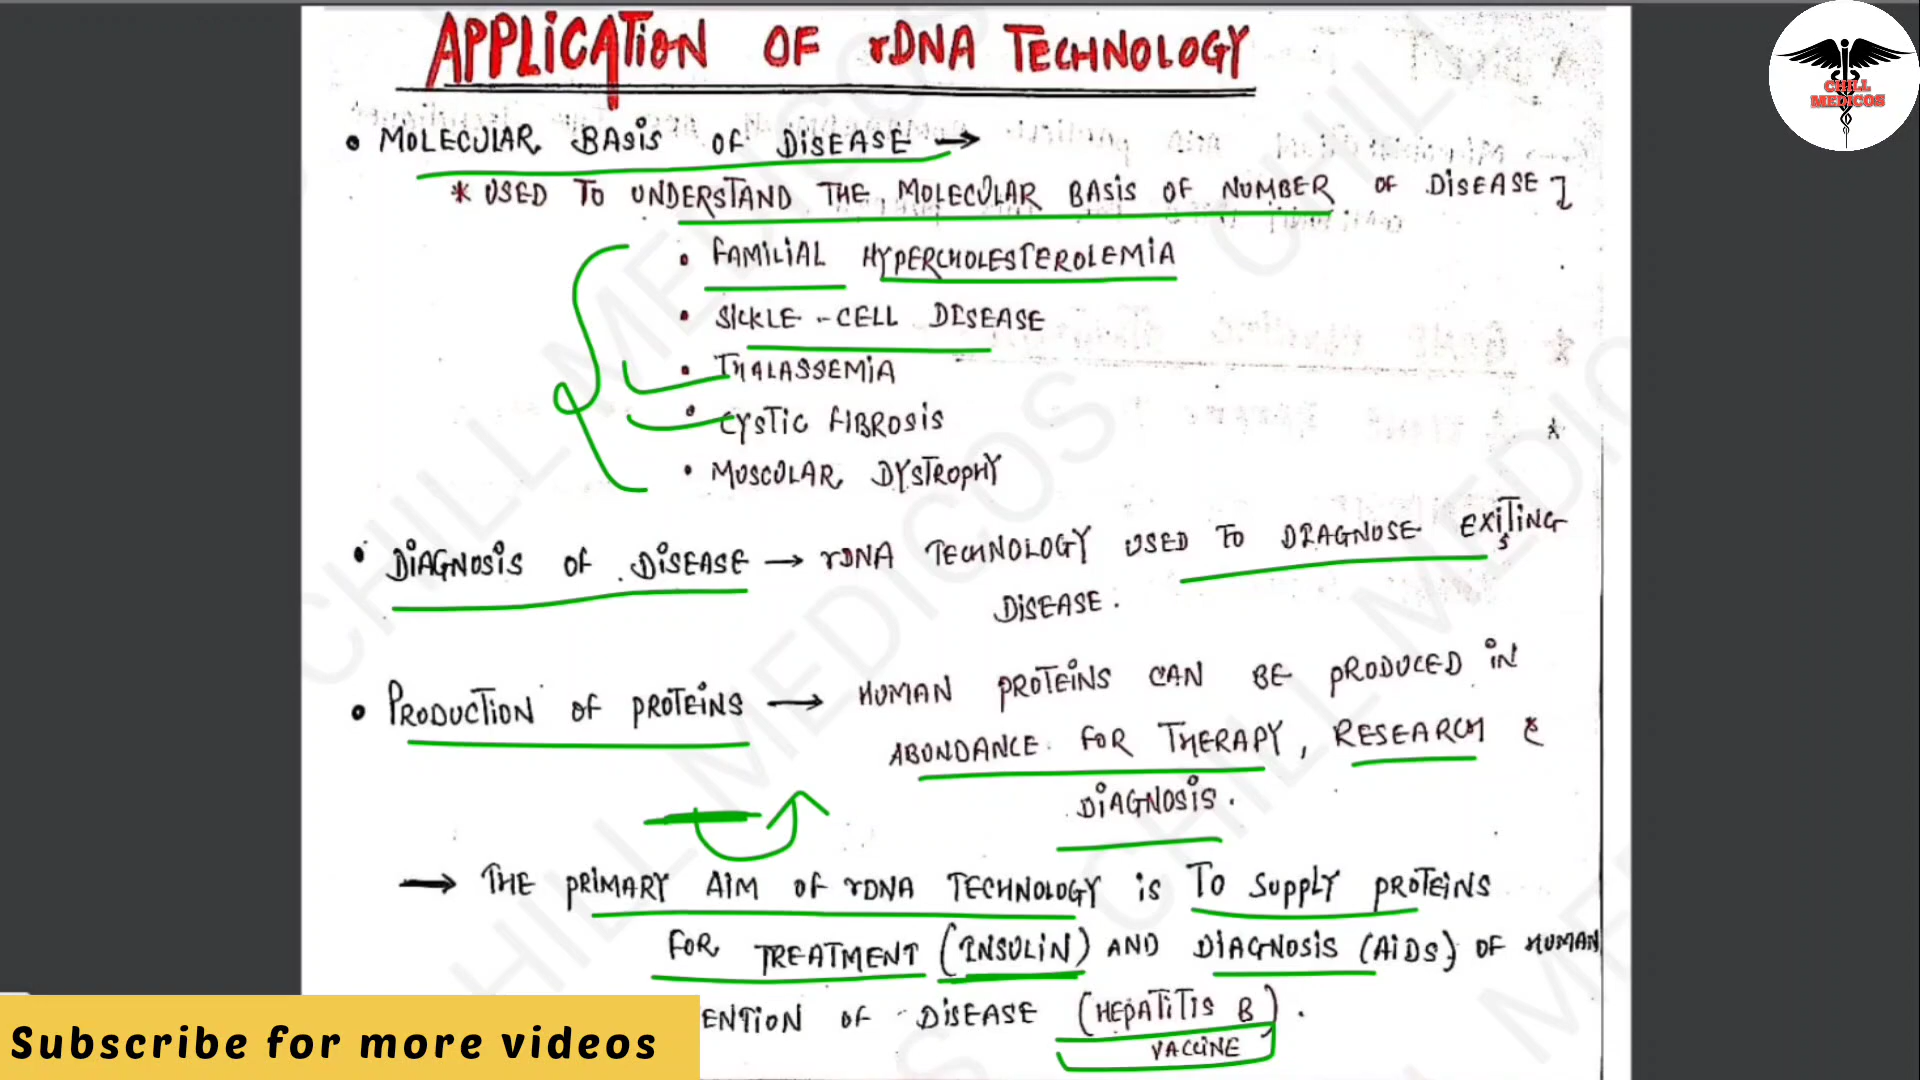 APPLICATION OF rDNA TECHNOLOGY
CHILL
MEDICOS
• MOLECULAR BASIS OF DISEASE →
* USED TO UNDERSTAND THE MOLECULAR BASIS OF NUMBER OF DISEASE
• FAMILIAL HYPERCHOLESTEROLEMIA
• SICKLE-CELL DISEASE
• THALASSEMIA
• CYSTIC FIBROSIS
• MUSCULAR DYSTROPHY
• DIAGNOSIS OF DISEASE → rDNA TECHNOLOGY USED TO DIAGNOSE EXISTING
DISEASE.
• PRODUCTION OF PROTEINS → HUMAN PROTEINS CAN BE PRODUCED IN
ABUNDANCE FOR THERAPY, RESEARCH &
DIAGNOSIS.
→ THE PRIMARY AIM OF rDNA TECHNOLOGY is TO SUPPLY PROTEINS
FOR TREATMENT (INSULIN) AND DIAGNOSIS (AIDS) OF HUMAN
ENTION OF DISEASE (HEPATITIS B).
VACCINE
Subscribe for more videos
CHILL MEDICOS